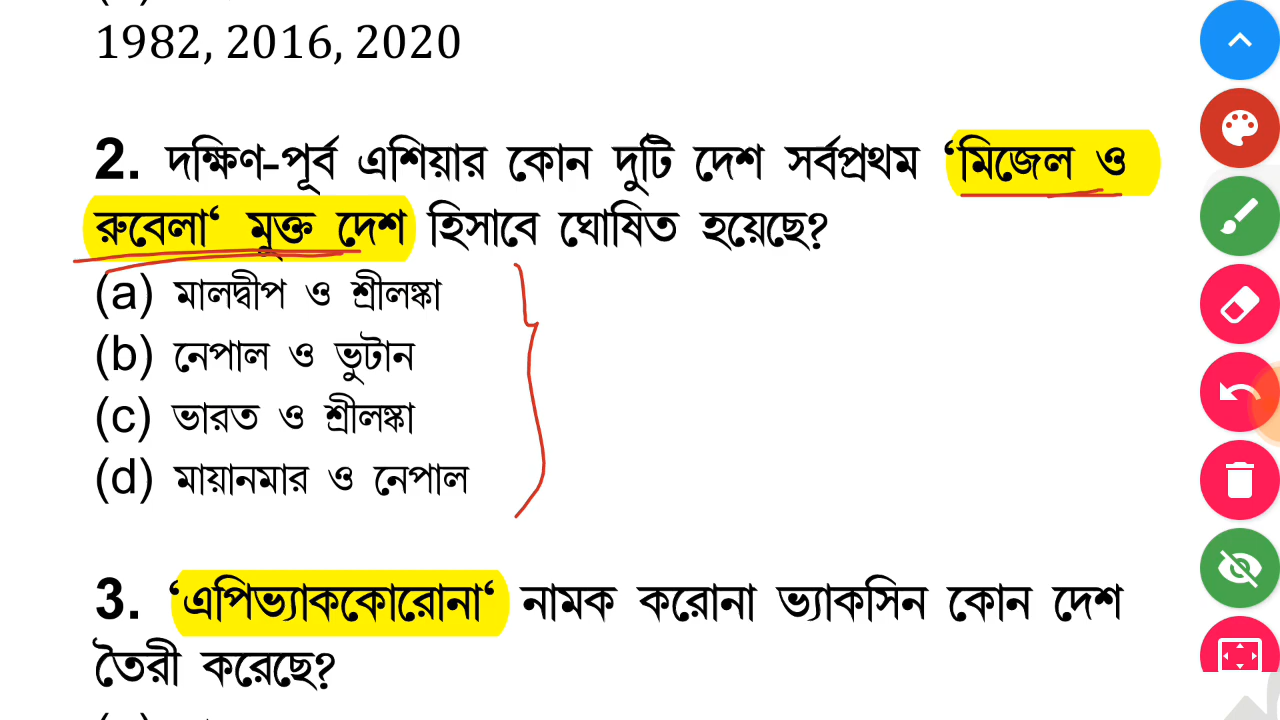 1982, 2016, 2020
2. দক্ষিণ-পূর্ব এশিয়ার কোন দুটি দেশ সর্বপ্রথম ‘মিজেল ও
রুবেলা‘ মুক্ত দেশ হিসাবে ঘোষিত হয়েছে?
(a) মালদ্বীপ ও শ্রীলঙ্কা
(b) নেপাল ও ভুটান
(c) ভারত ও শ্রীলঙ্কা
(d) মায়ানমার ও নেপাল
3. ‘এপিভ্যাককোরোনা‘ নামক করোনা ভ্যাকসিন কোন দেশ
তৈরী করেছে?